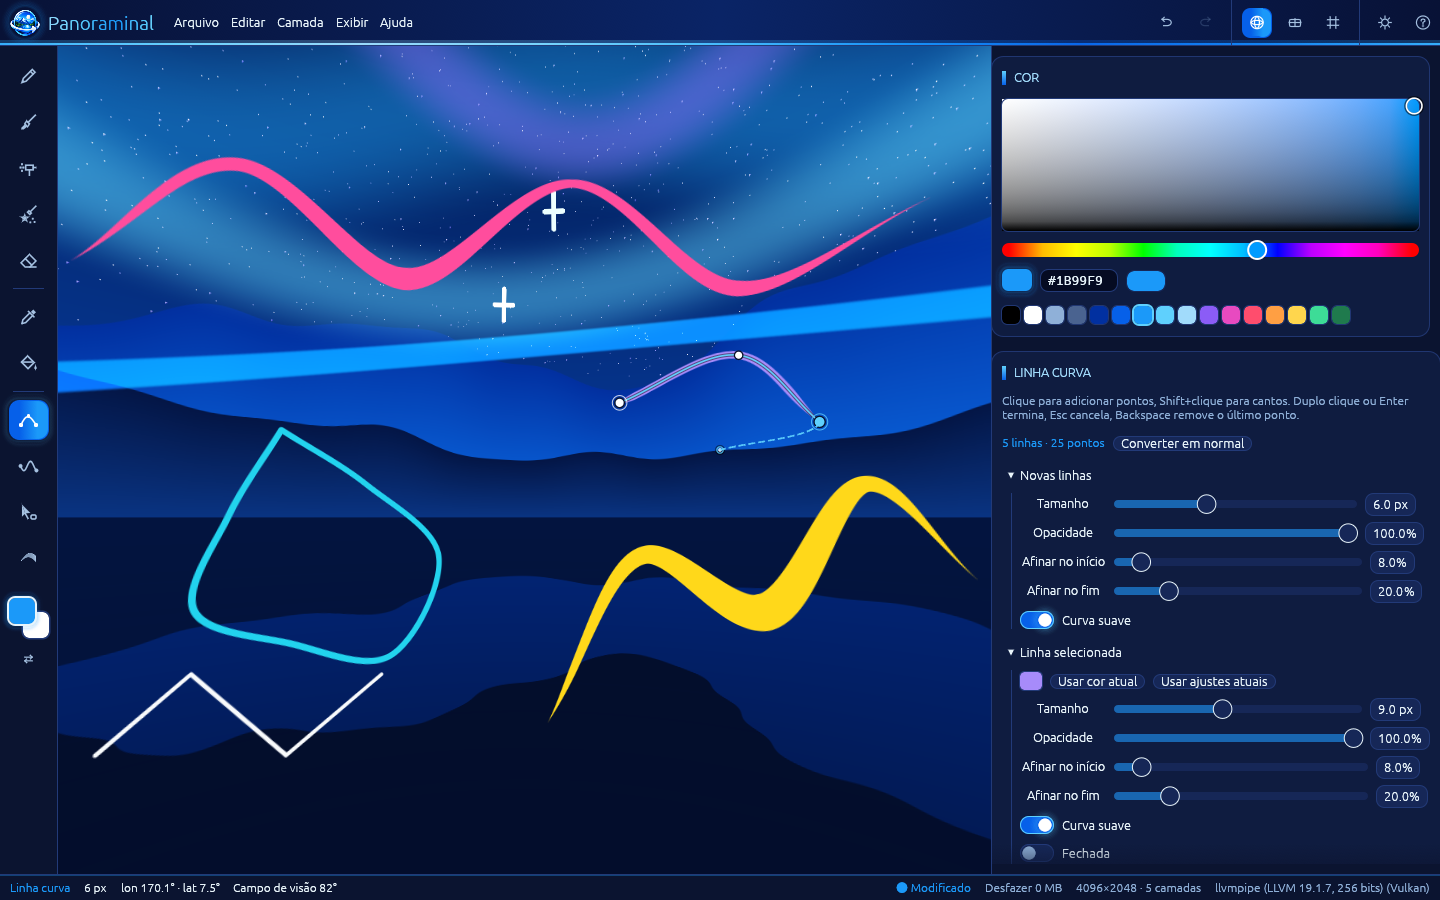 Panoraminal Arquivo Editar Camada Exibir Ajuda
COR
#1B99F9
LINHA CURVA
Clique para adicionar pontos, Shift+clique para cantos. Duplo clique ou Enter
termina, Esc cancela, Backspace remove o último ponto.
5 linhas · 25 pontos Converter em normal
Novas linhas
Tamanho 6.0 px
Opacidade 100.0%
Afinar no início 8.0%
Afinar no fim 20.0%
Curva suave
Linha selecionada
Usar cor atual Usar ajustes atuais
Tamanho 9.0 px
Opacidade 100.0%
Afinar no início 8.0%
Afinar no fim 20.0%
Curva suave
Fechada
Linha curva 6 px lon 170.1° · lat 7.5° Campo de visão 82° Modificado Desfazer 0 MB 4096×2048 · 5 camadas llvmpipe (LLVM 19.1.7, 256 bits) (Vulkan)